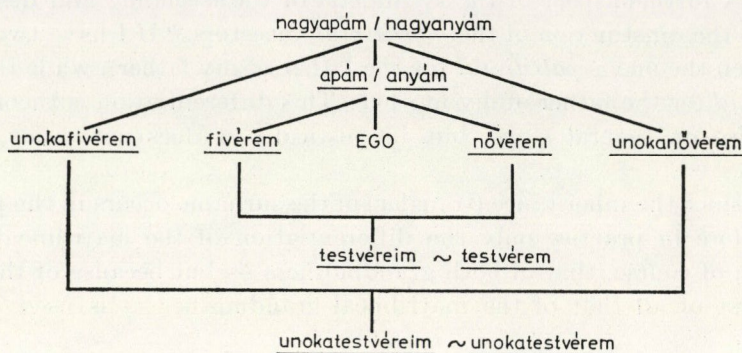 nagyapám / nagyanyám
apám / anyám
unokafivérem fivérem EGO nővérem unokanővérem
testvéreim ~ testvérem
unokatestvéreim ~ unokatestvérem